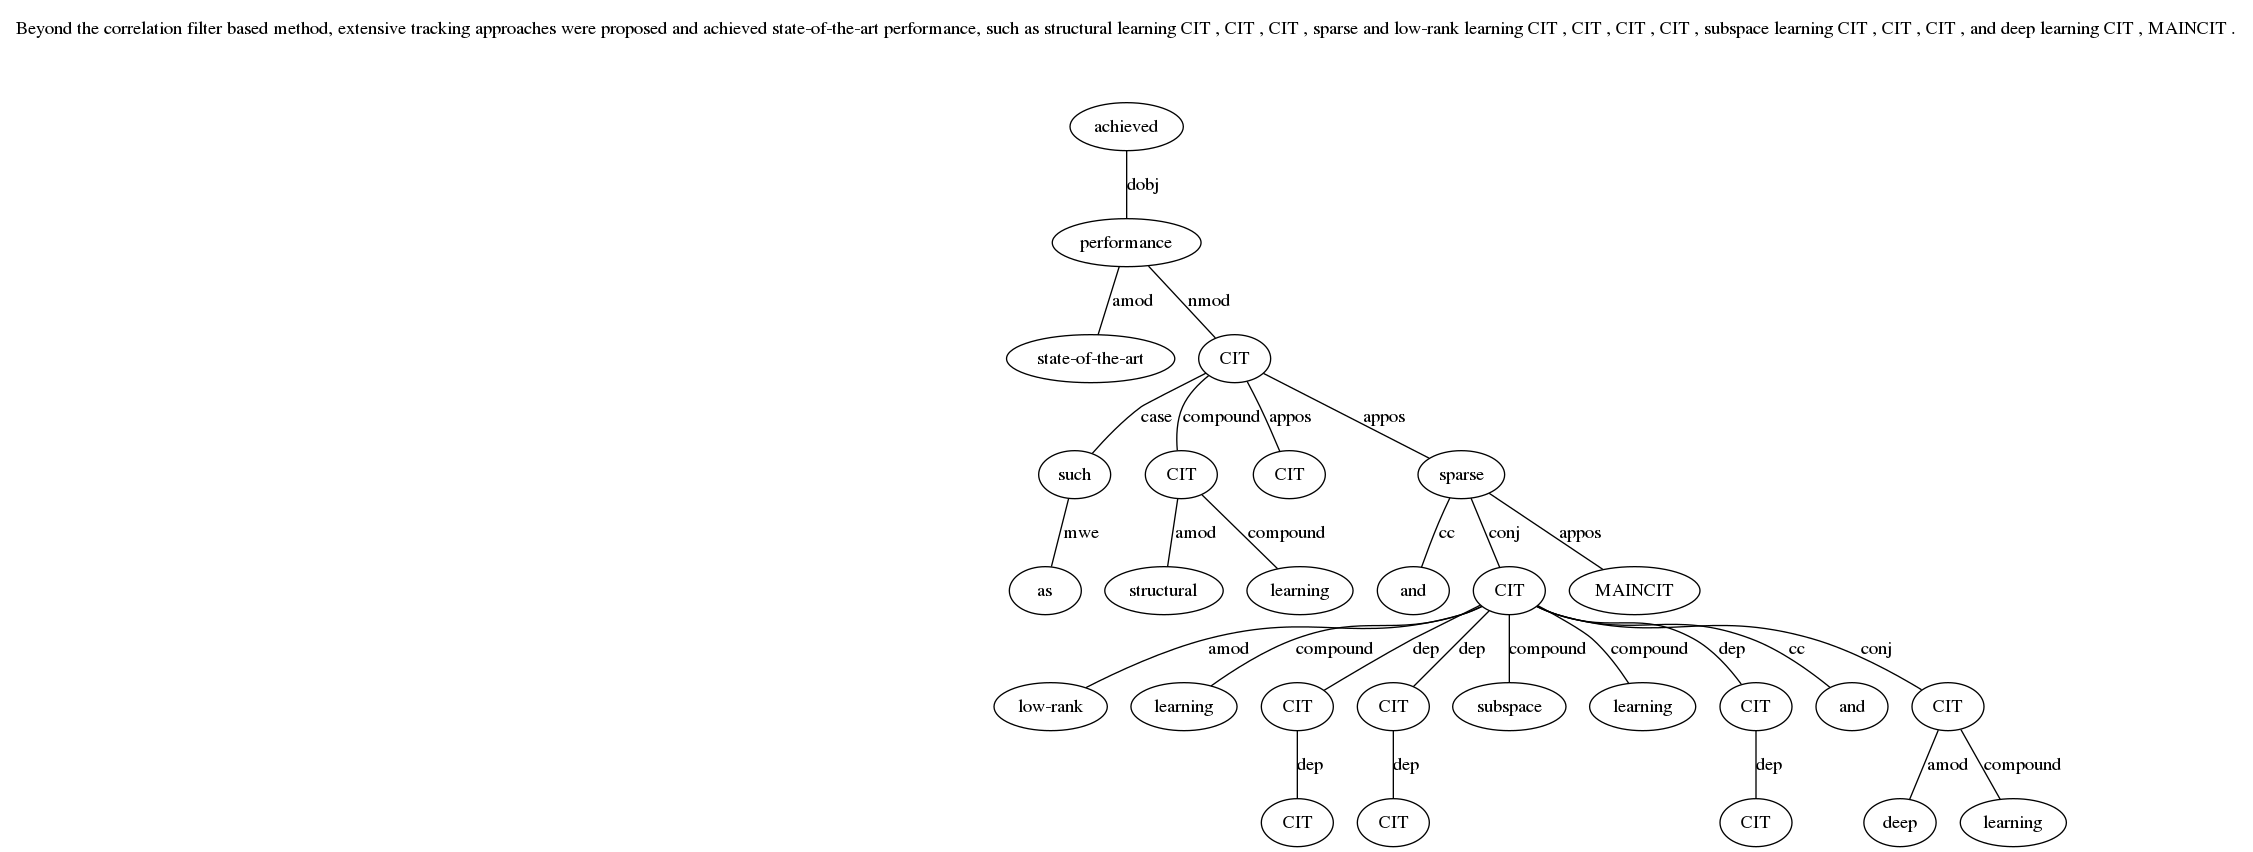 Beyond the correlation filter based method, extensive tracking approaches were proposed and achieved state-of-the-art performance, such as structural learning CIT , CIT , CIT , sparse and low-rank learning CIT , CIT , CIT , CIT , subspace learning CIT , CIT , CIT , and deep learning CIT , MAINCIT .
achieved
dobj
performance
amod nmod
state-of-the-art CIT
case compound appos appos
such CIT CIT sparse
mwe amod compound cc conj appos
as structural learning and CIT MAINCIT
amod compound dep dep compound compound dep cc conj
low-rank learning CIT CIT subspace learning CIT and CIT
dep dep dep amod compound
CIT CIT CIT deep learning